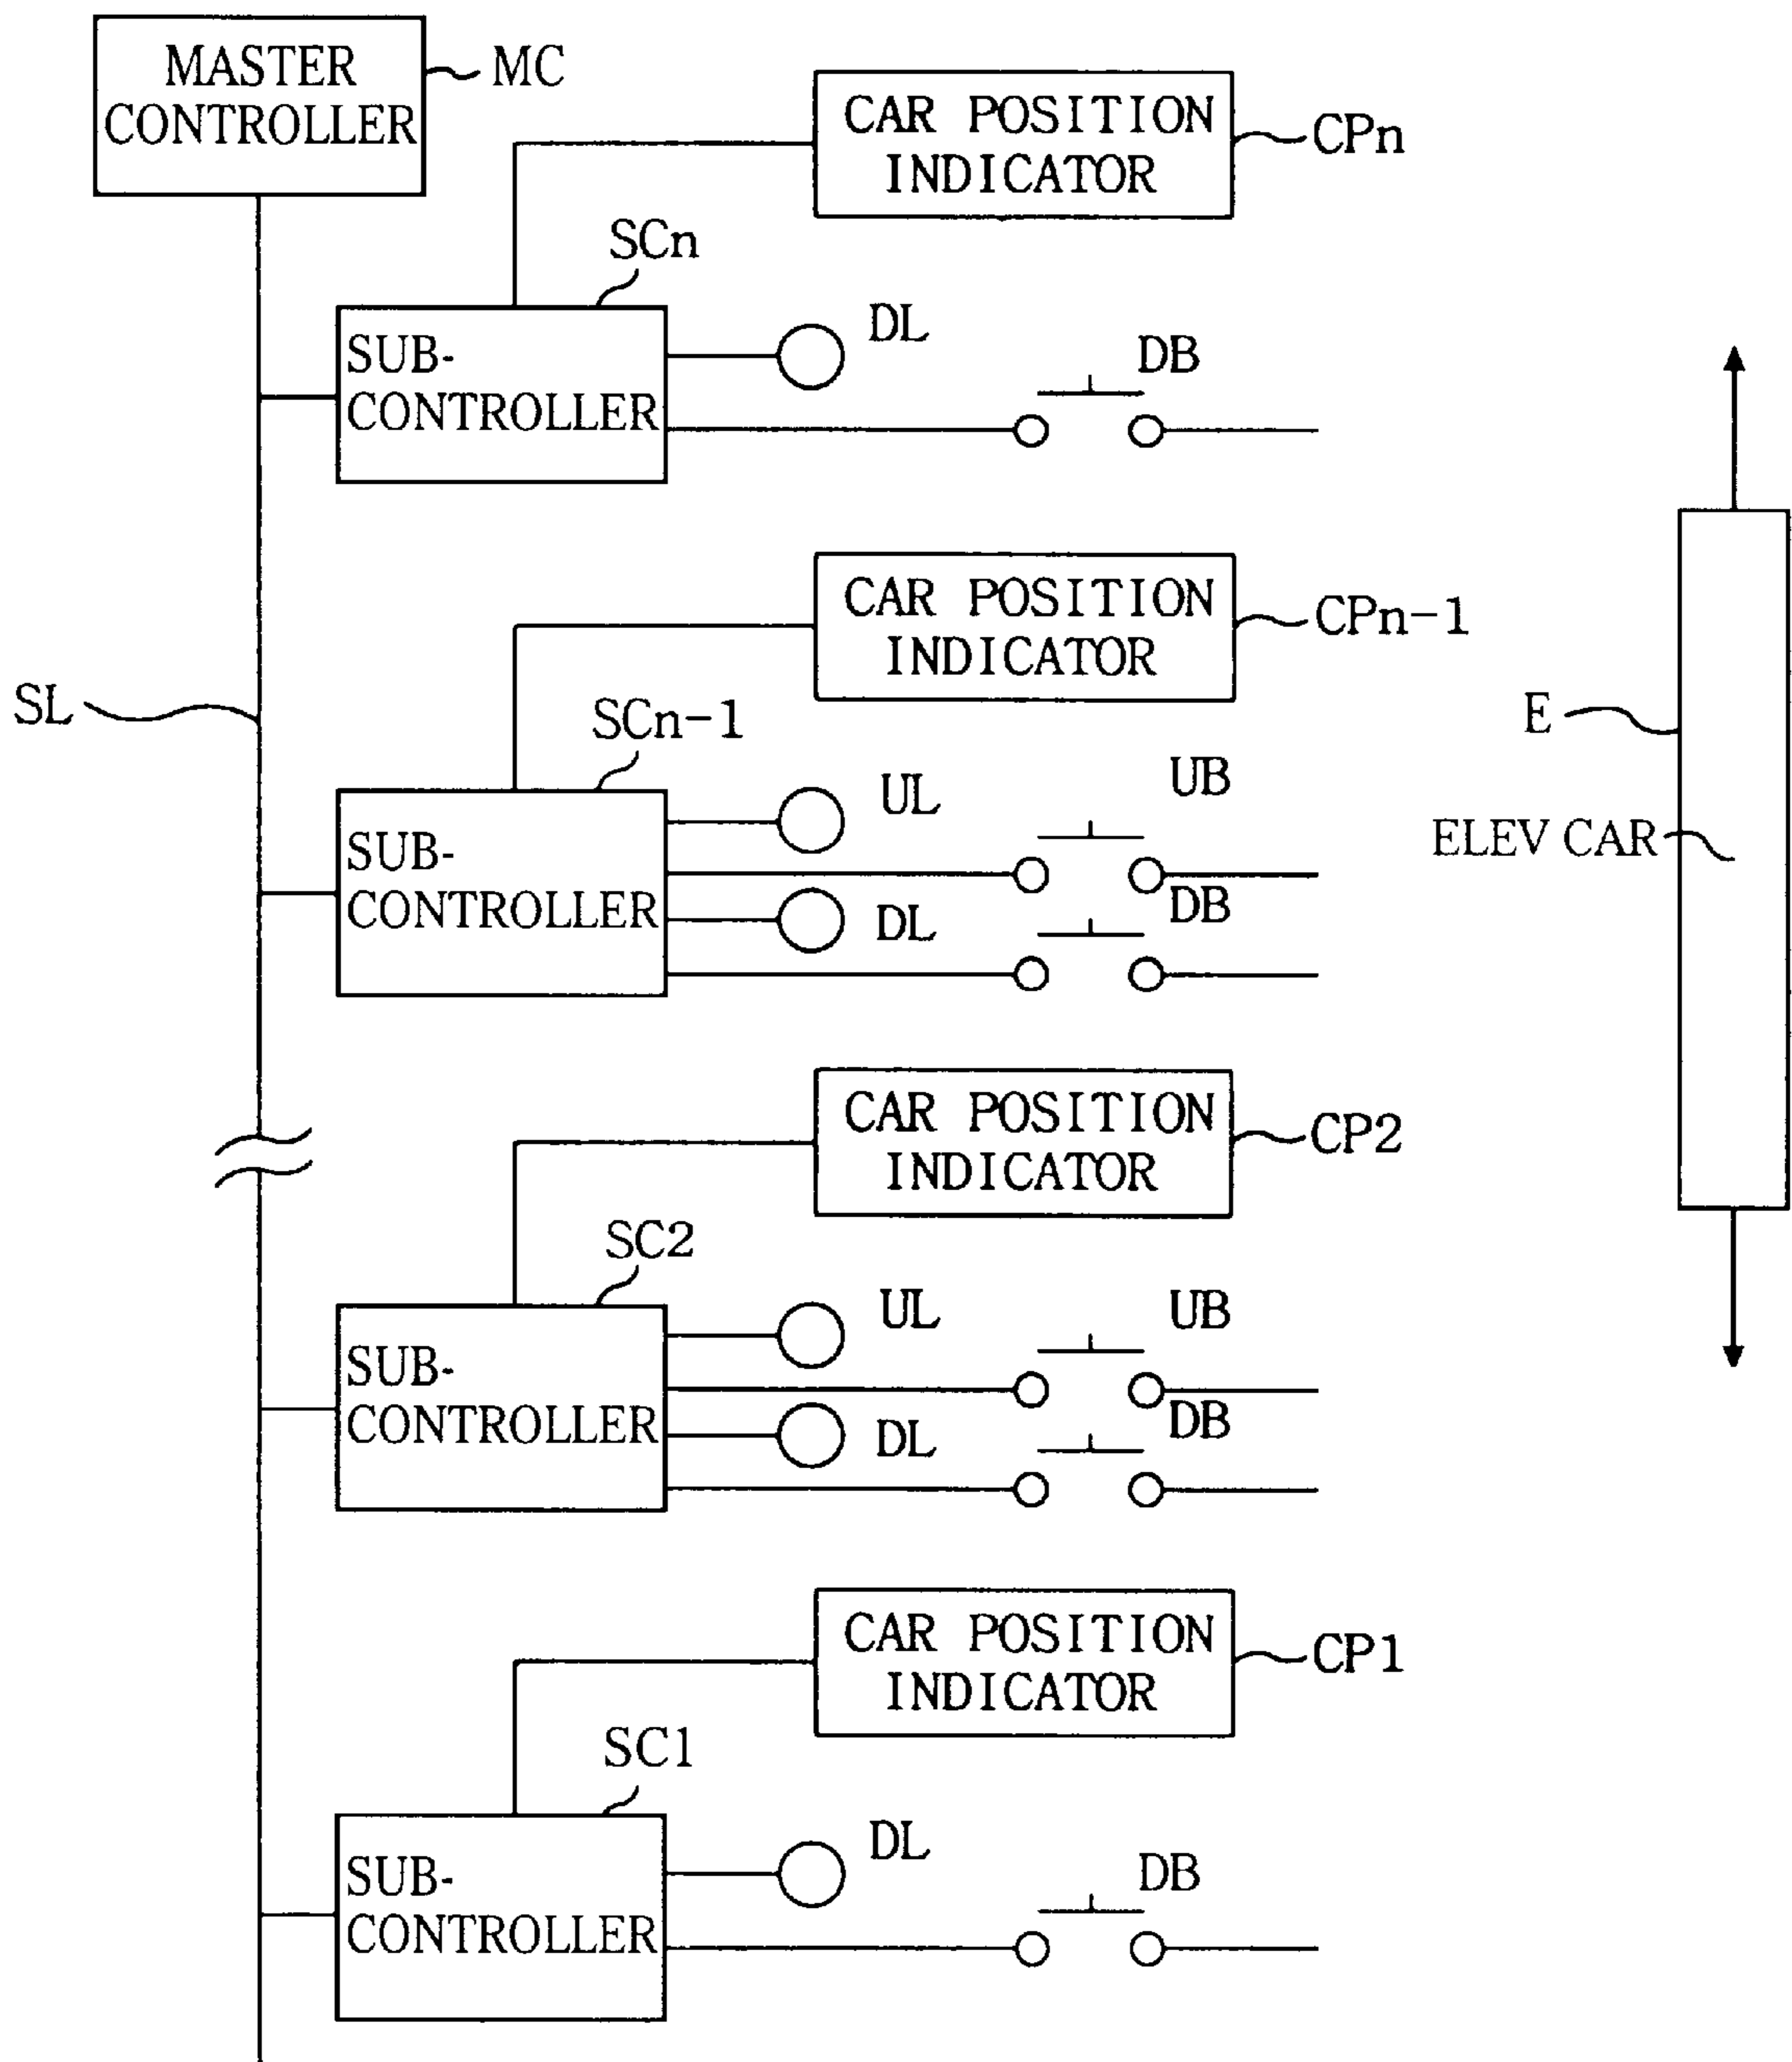 MASTER
CONTROLLER
MC
CAR POSITION
INDICATOR
CPn
SCn
SUB-
CONTROLLER
DL
DB
CAR POSITION
INDICATOR
CPn-1
SL
SCn-1
E
SUB-
CONTROLLER
UL
UB
DL
DB
ELEV CAR
CAR POSITION
INDICATOR
CP2
SC2
SUB-
CONTROLLER
UL
UB
DL
DB
CAR POSITION
INDICATOR
CP1
SC1
SUB-
CONTROLLER
DL
DB